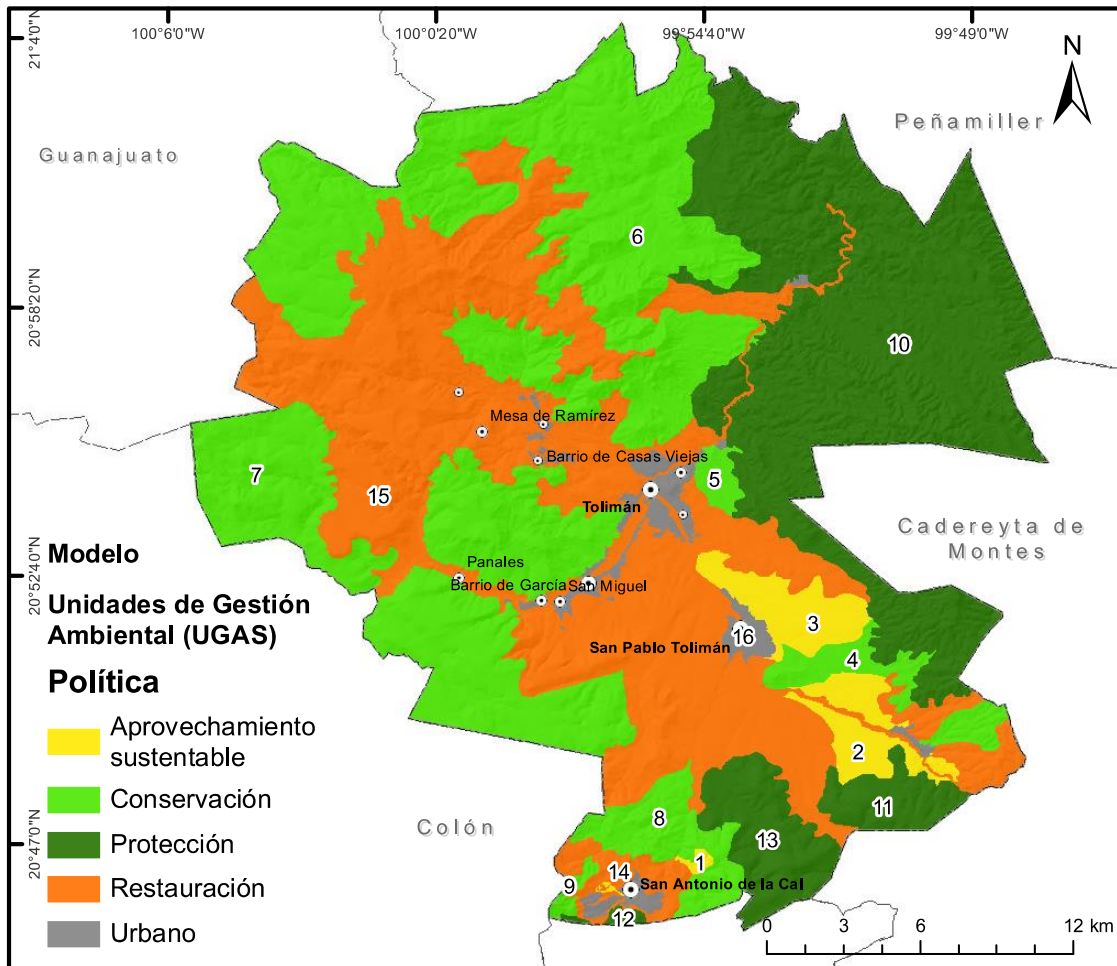 100°6'0"W
100°0'20"W
99°54'40"W
99°49'0"W
21°4'0"N
20°58'20"N
20°52'40"N
20°47'0"N
N
Guanajuato
Peñamiller
Cadereyta de
Montes
Colón
6
10
7
15
5
3
16
4
2
11
8
13
1
14
9
12
Mesa de Ramírez
Barrio de Casas Viejas
Tolimán
Panales
Barrio de García
San Miguel
San Pablo Tolimán
San Antonio de la Cal
Modelo
Unidades de Gestión
Ambiental (UGAS)
Política
Aprovechamiento
sustentable
Conservación
Protección
Restauración
Urbano
0 3 6 12 km